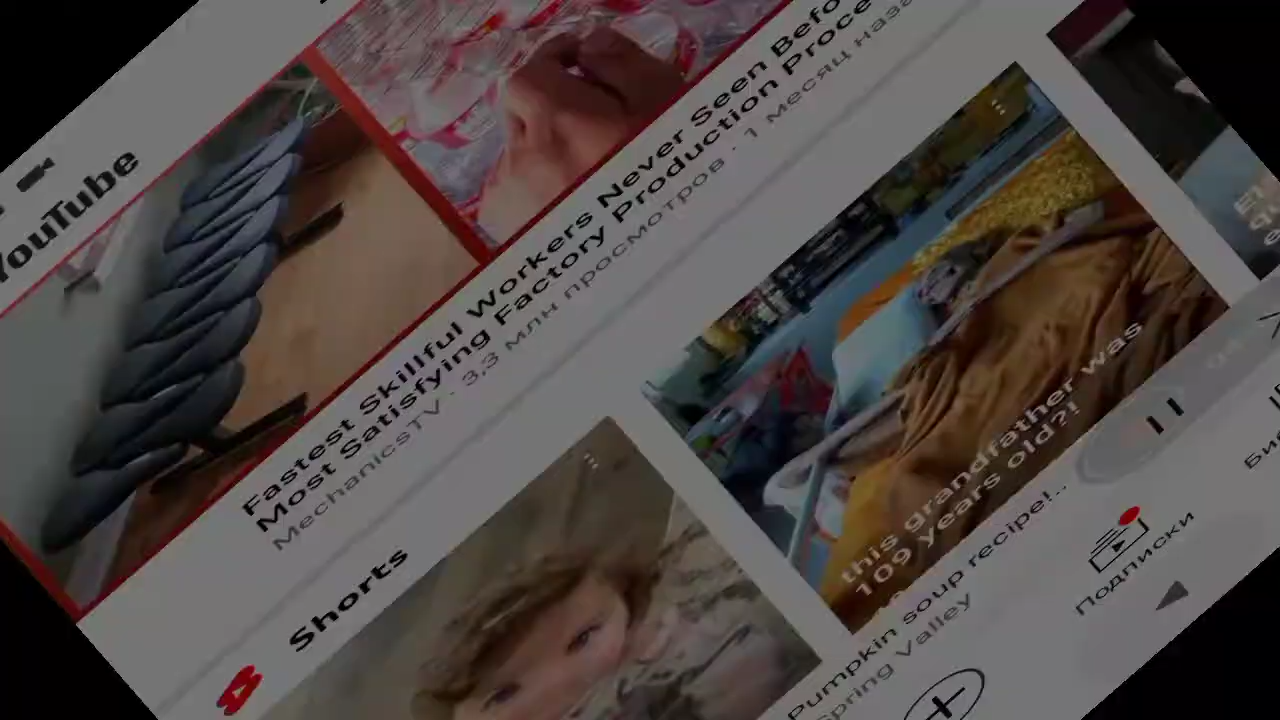 YouTube
Fastest Skillful Workers Never Seen Befo
Most Satisfying Factory Production Proce
MechanicsTV · 3,3 млн просмотров · 1 месяц наза
Shorts
this grandfather was
109 years old?!
Pumpkin soup recipe!..
Spring Valley
Подписки